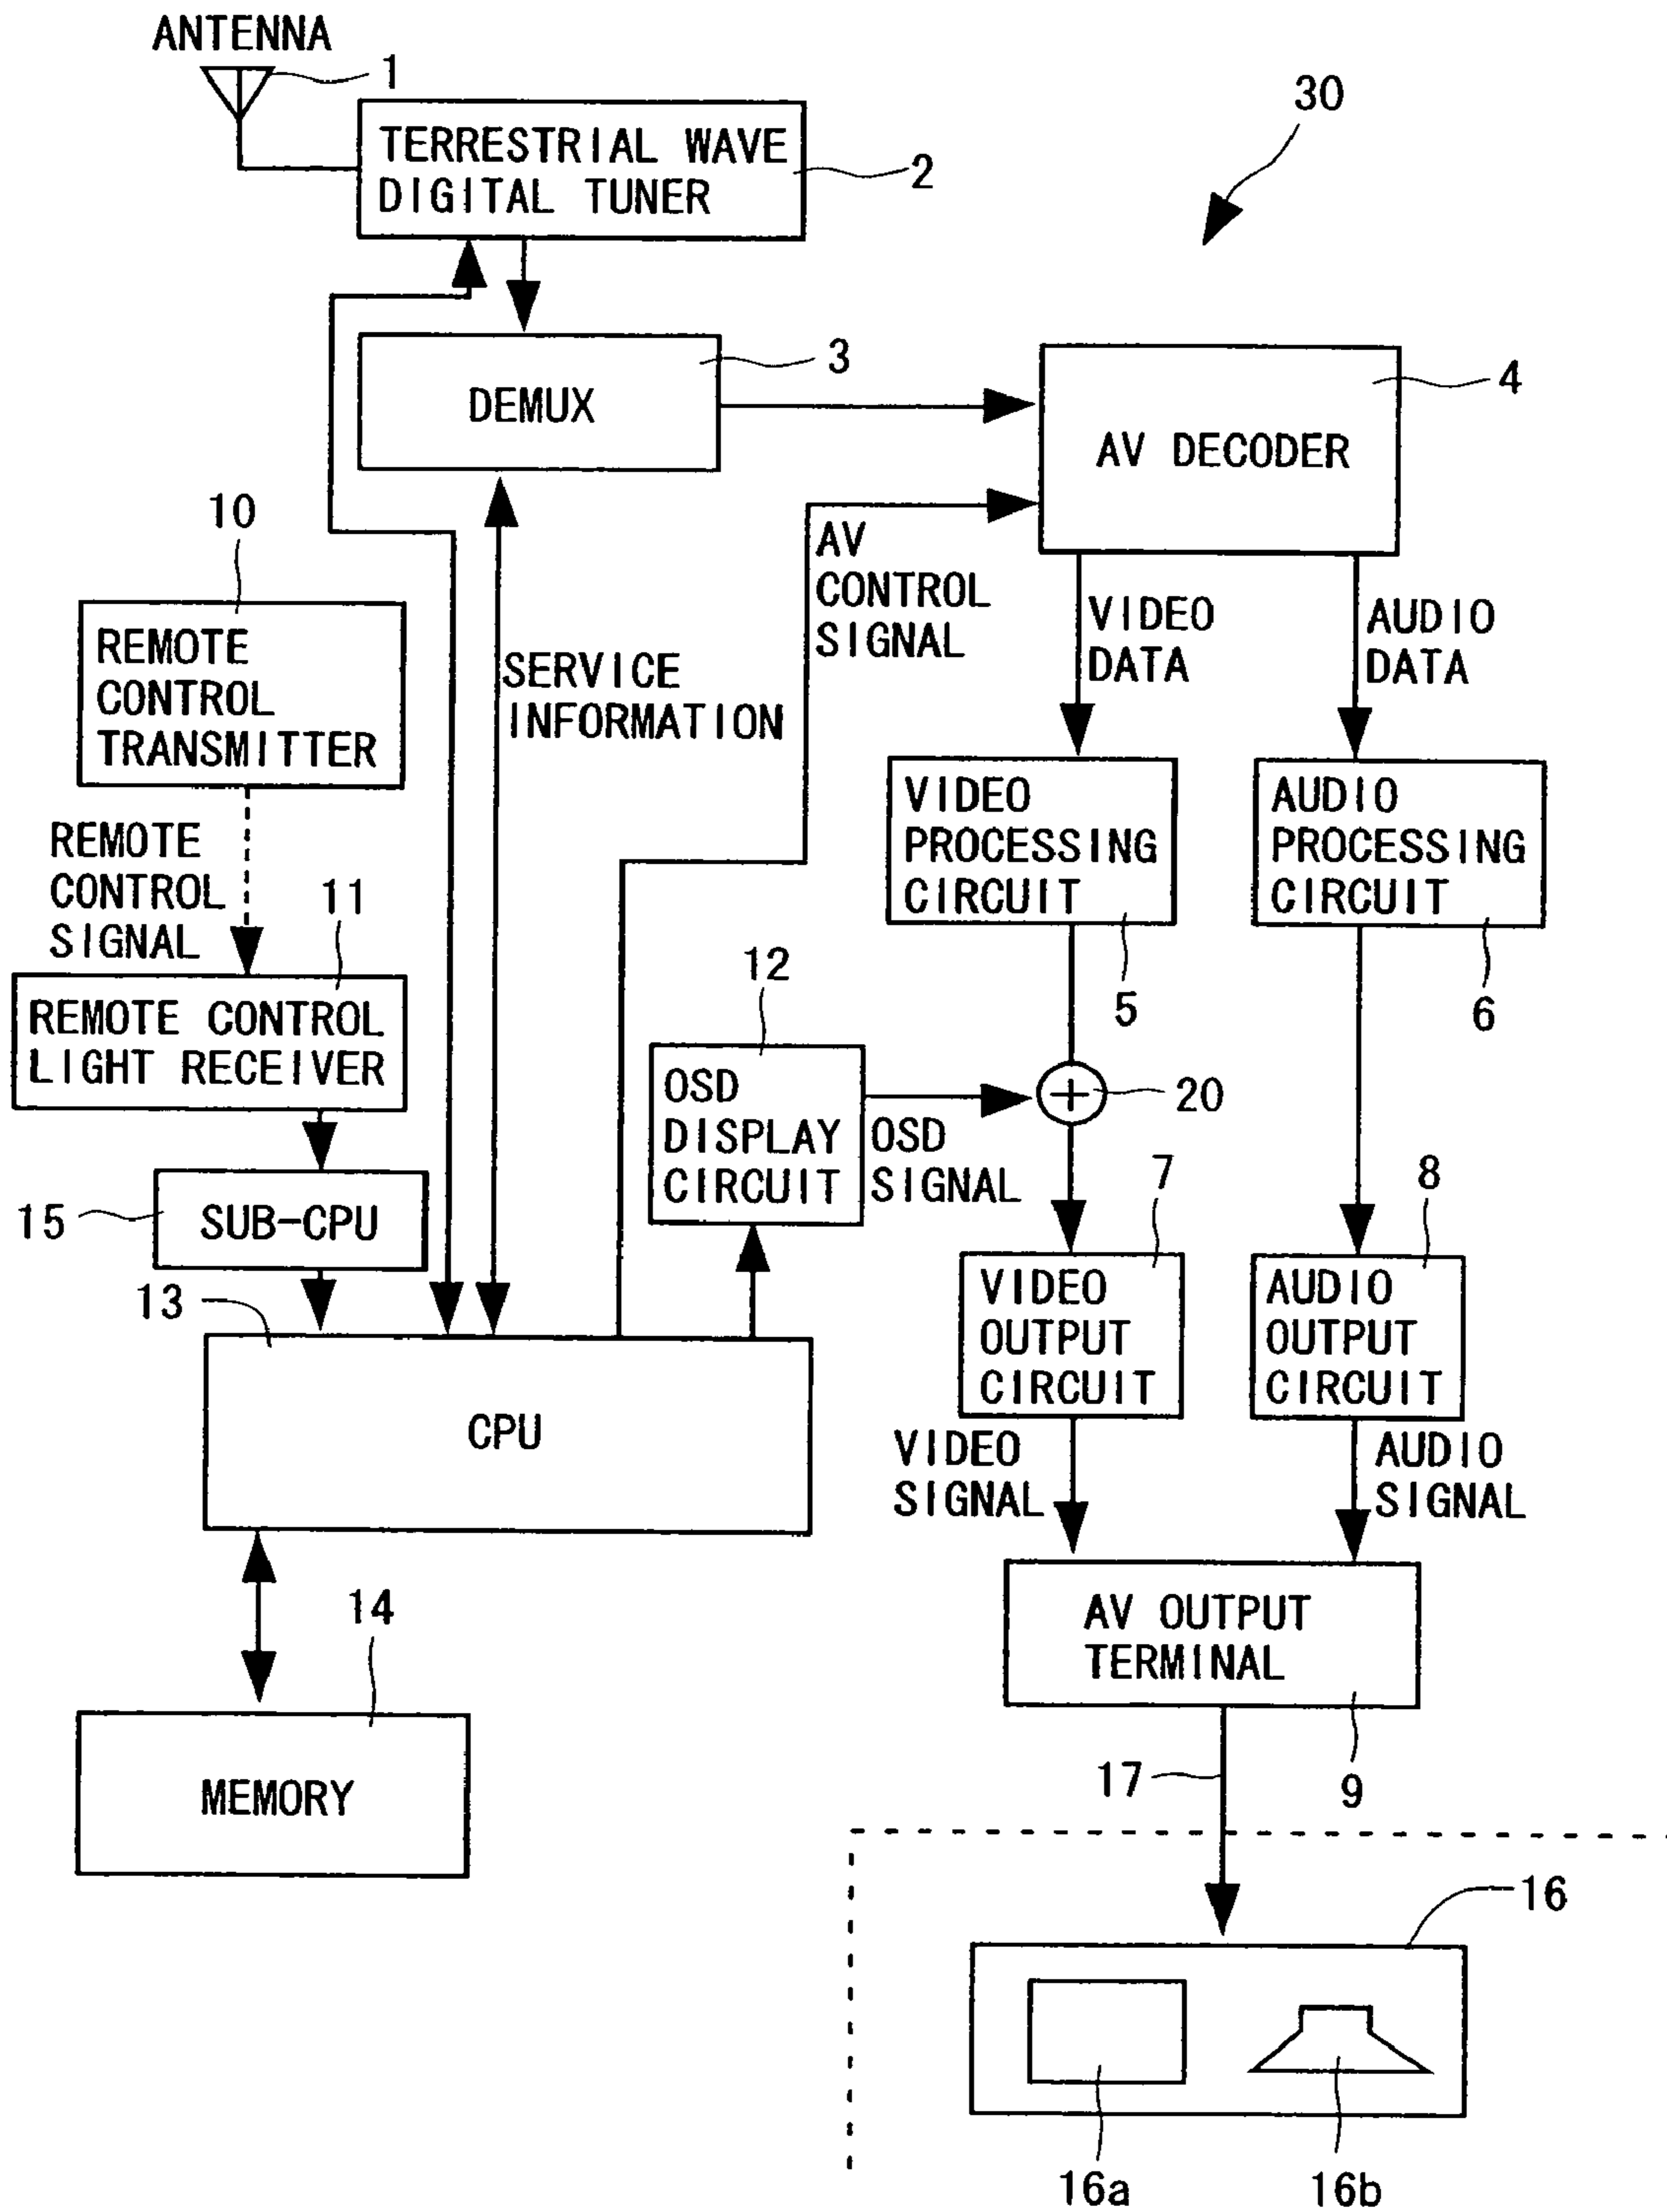 ANTENNA
1
30
TERRESTRIAL WAVE
DIGITAL TUNER
2
DEMUX
3
AV DECODER
4
10
REMOTE
CONTROL
TRANSMITTER
SERVICE
INFORMATION
AV
CONTROL
SIGNAL
VIDEO
DATA
AUDIO
DATA
REMOTE
CONTROL
SIGNAL
11
VIDEO
PROCESSING
CIRCUIT
5
AUDIO
PROCESSING
CIRCUIT
6
REMOTE CONTROL
LIGHT RECEIVER
12
OSD
DISPLAY
CIRCUIT
OSD
SIGNAL
+
20
15
SUB-CPU
13
CPU
7
VIDEO
OUTPUT
CIRCUIT
8
AUDIO
OUTPUT
CIRCUIT
VIDEO
SIGNAL
AUDIO
SIGNAL
14
MEMORY
AV OUTPUT
TERMINAL
17
9
16
16a
16b